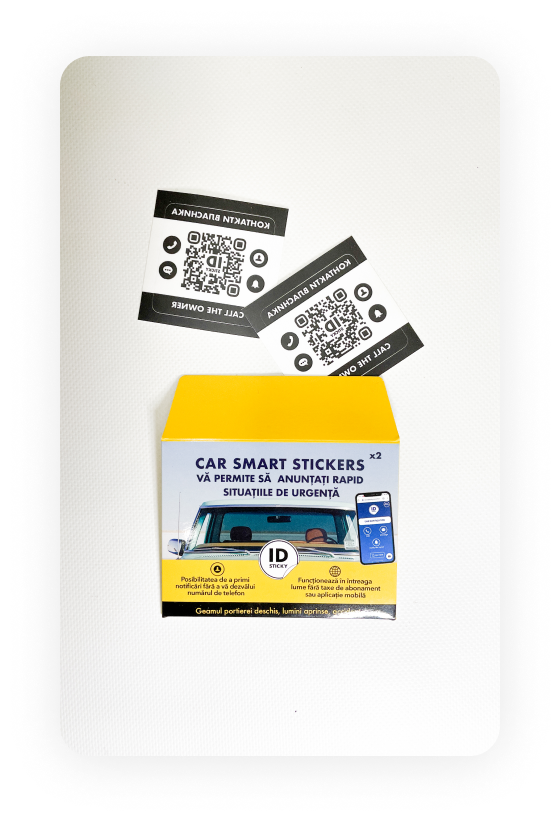 КОНТАКТИ ВЛАСНИКА
ID
STICKY
CALL THE OWNER
КОНТАКТИ ВЛАСНИКА
ID
CALL THE OWNER
CAR SMART STICKERS x2
VĂ PERMITE SĂ ANUNȚAȚI RAPID
SITUAȚIILE DE URGENȚĂ
ID
STICKY
Posibilitatea de a primi
notificări fără a vă dezvălui
numărul de telefon
Funcționează în întreaga
lume fără taxe de abonament
sau aplicație mobilă
Geamul portierei deschis, lumini aprinse,